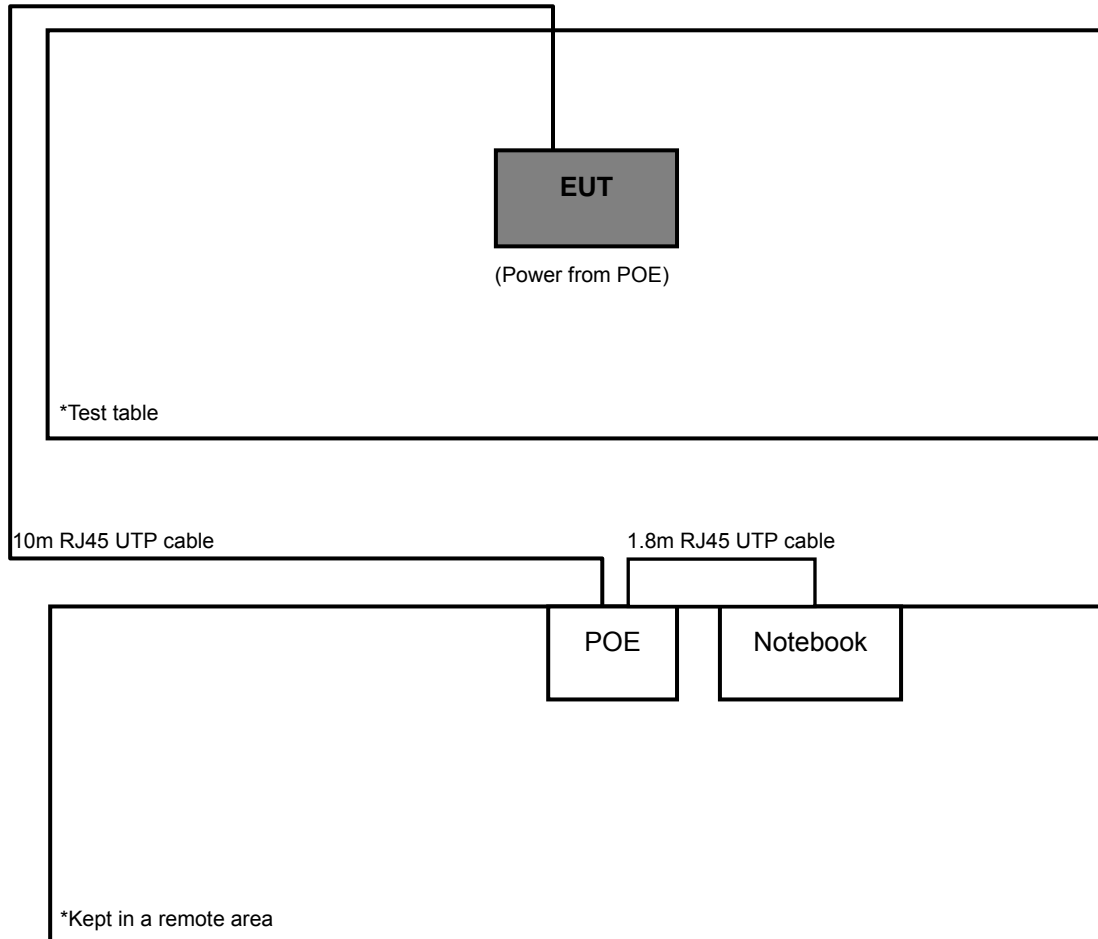 EUT
(Power from POE)
*Test table
10m RJ45 UTP cable
1.8m RJ45 UTP cable
POE
Notebook
*Kept in a remote area